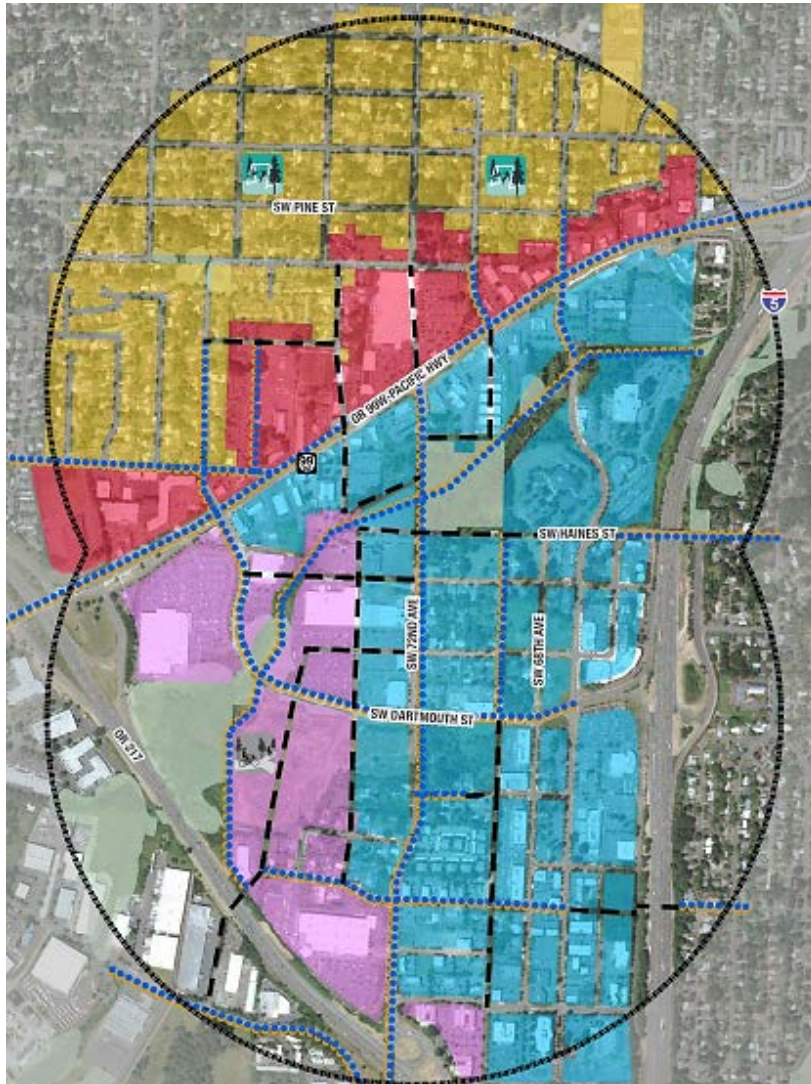 SW PINE ST
5
OR 99W-PACIFIC HWY
SW HAINES ST
SW 72ND AVE
SW 68TH AVE
SW DARTMOUTH ST
OR 217